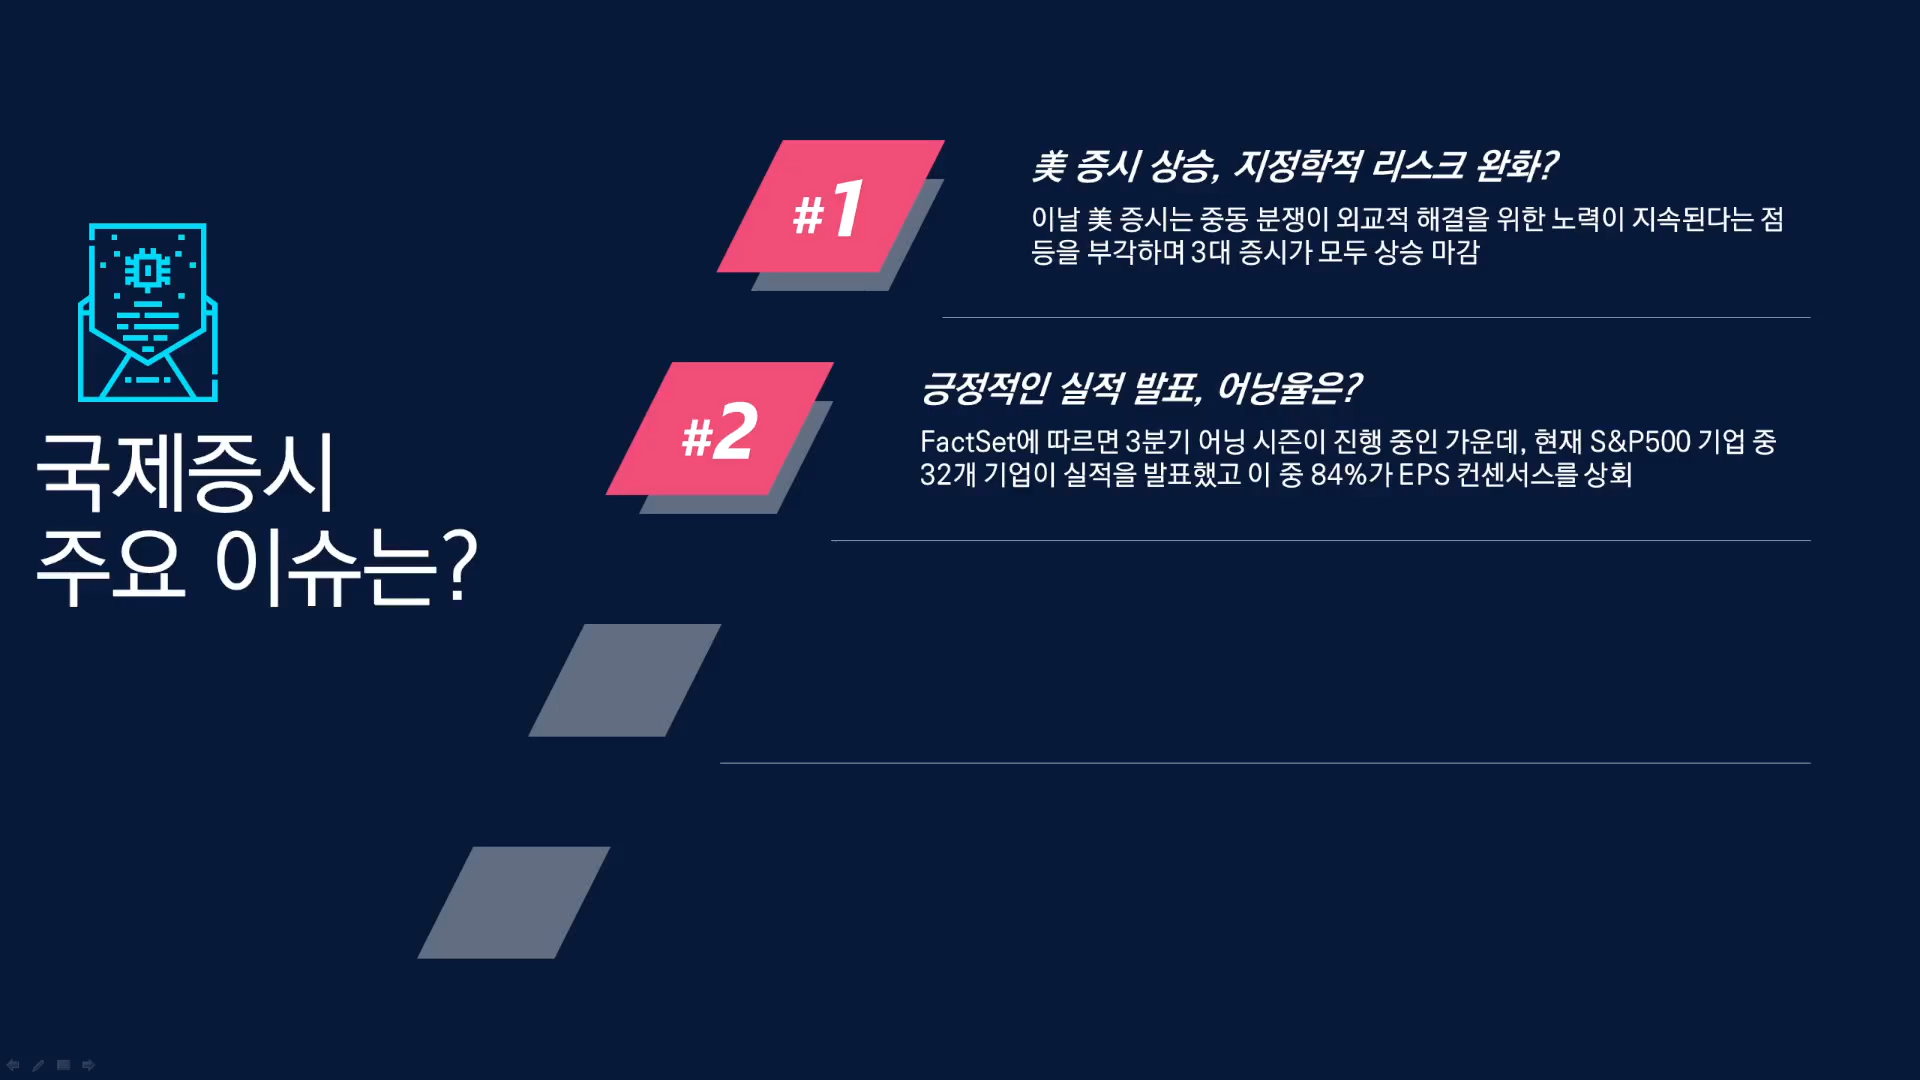 국제증시
주요 이슈는?
#1
美 증시 상승, 지정학적 리스크 완화?
이날 美 증시는 중동 분쟁이 외교적 해결을 위한 노력이 지속된다는 점
등을 부각하며 3대 증시가 모두 상승 마감
#2
긍정적인 실적 발표, 어닝율은?
FactSet에 따르면 3분기 어닝 시즌이 진행 중인 가운데, 현재 S&P500 기업 중
32개 기업이 실적을 발표했고 이 중 84%가 EPS 컨센서스를 상회